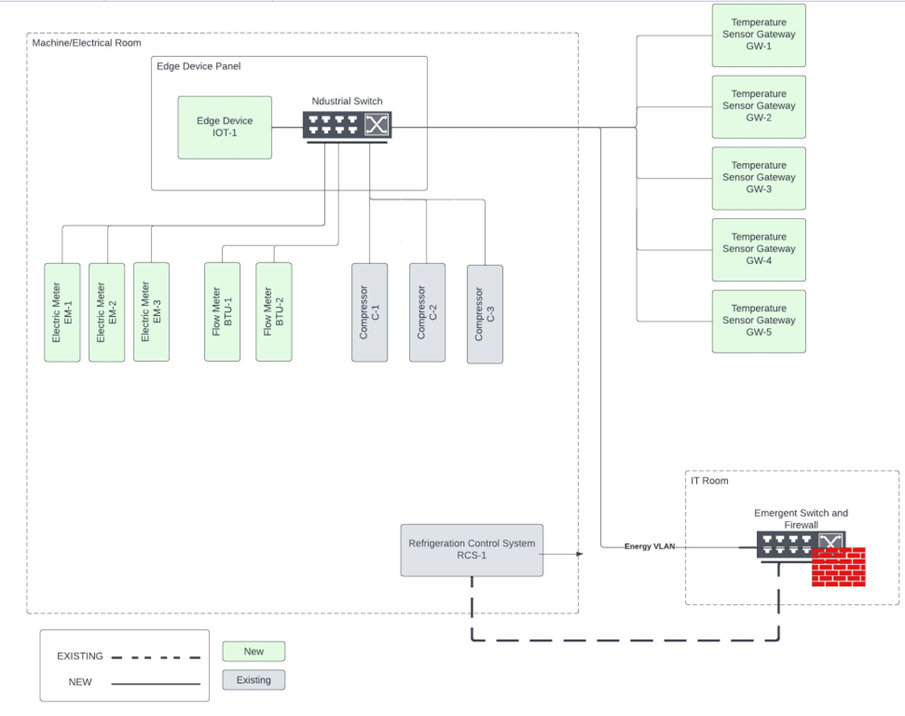 Machine/Electrical Room
Edge Device Panel
Ndustrial Switch
Edge Device
IOT-1
Temperature
Sensor Gateway
GW-1
Temperature
Sensor Gateway
GW-2
Temperature
Sensor Gateway
GW-3
Temperature
Sensor Gateway
GW-4
Temperature
Sensor Gateway
GW-5
Electric Meter
EM-1
Electric Meter
EM-2
Electric Meter
EM-3
Flow Meter
BTU-1
Flow Meter
BTU-2
Compressor
C-1
Compressor
C-2
Compressor
C-3
IT Room
Emergent Switch and
Firewall
Energy VLAN
Refrigeration Control System
RCS-1
EXISTING
NEW
New
Existing